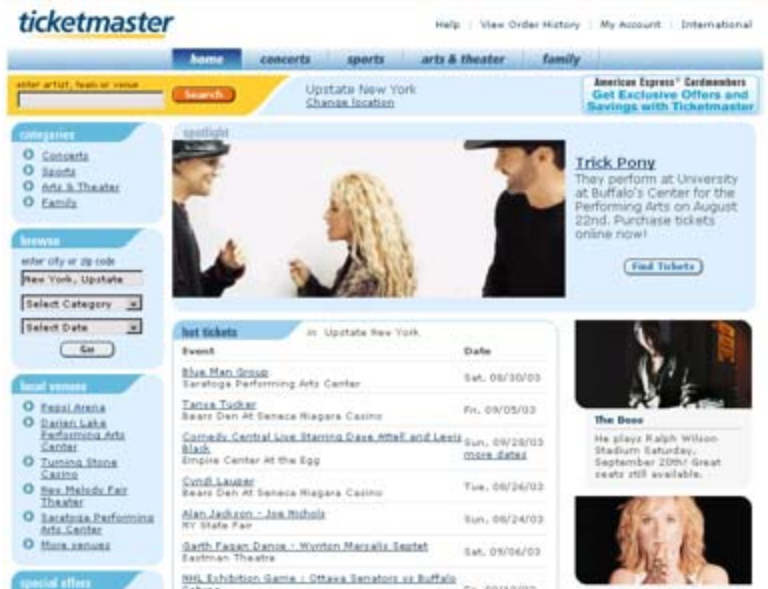 ticketmaster
Help | View Order History | My Account | International
home
concerts
sports
arts & theater
family
enter artist, team or venue
Search
Upstate New York
Change location
American Express® Cardmembers
Get Exclusive Offers and
Savings with Ticketmaster
categories
Concerts
Sports
Arts & Theater
Family
browse
enter city or zip code
New York, Upstate
Select Category
Select Date
Go
local venues
Pepsi Arena
Darien Lake
Performing Arts
Center
Turning Stone
Casino
New Melody Fair
Theater
Saratoga Performing
Arts Center
More venues
special offers
spotlight
Trick Pony
They perform at University
at Buffalo's Center for the
Performing Arts on August
22nd. Purchase tickets
online now!
Find Tickets
hot tickets
in Upstate New York
Event Date
Blue Man Group
Saratoga Performing Arts Center
Sat, 08/30/03
Tanya Tucker
Bears Den At Seneca Niagara Casino
Fri, 09/05/03
Comedy Central Live Starring Dave Attell and Lewis
Black
Empire Center At the Egg
Sun, 09/28/03
more dates
Cyndi Lauper
Bears Den At Seneca Niagara Casino
Tue, 08/26/03
Alan Jackson - Joe Nichols
NY State Fair
Sun, 08/24/03
Garth Fagan Dance - Wynton Marsalis Septet
Eastman Theatre
Sat, 09/06/03
NHL Exhibition Game : Ottawa Senators vs Buffalo
The Boss
He plays Ralph Wilson
Stadium Saturday,
September 20th! Great
seats still available.